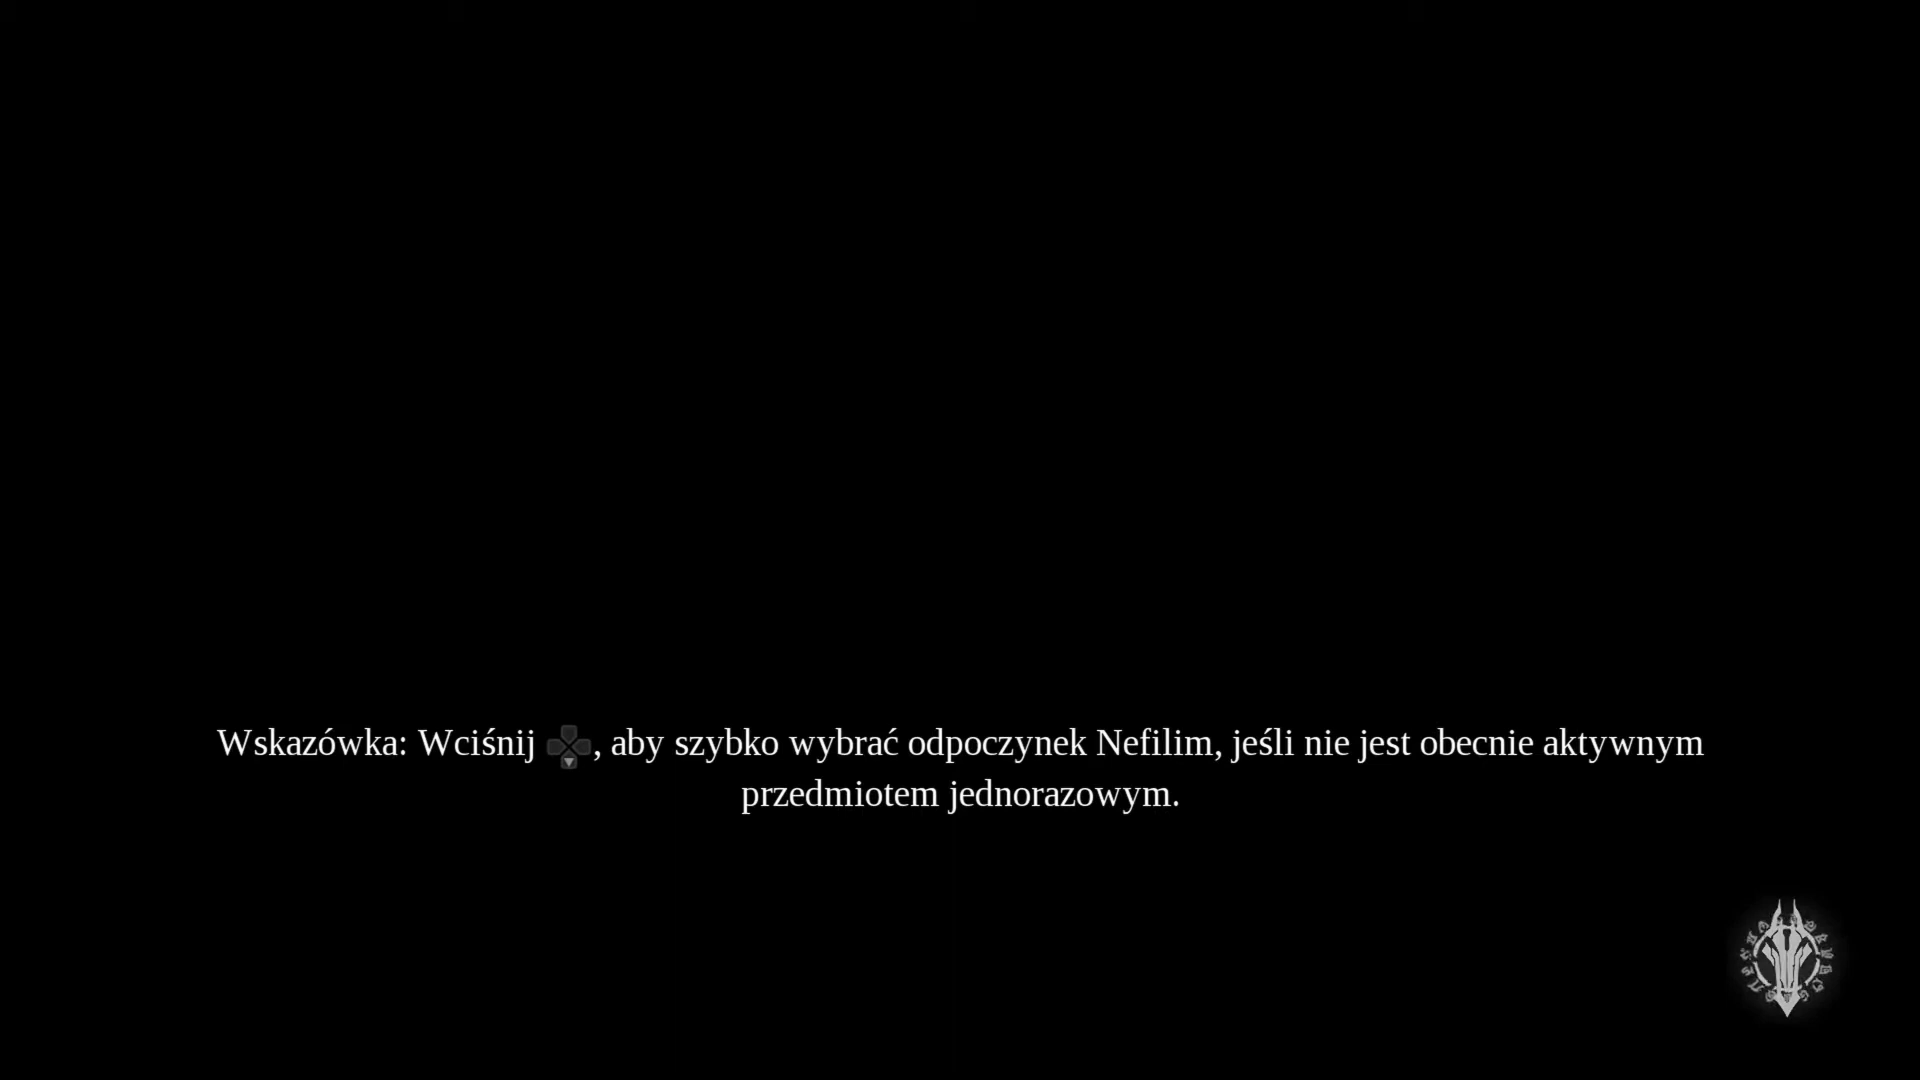 Wskazówka: Wciśnij , aby szybko wybrać odpoczynek Nefilim, jeśli nie jest obecnie aktywnym
przedmiotem jednorazowym.